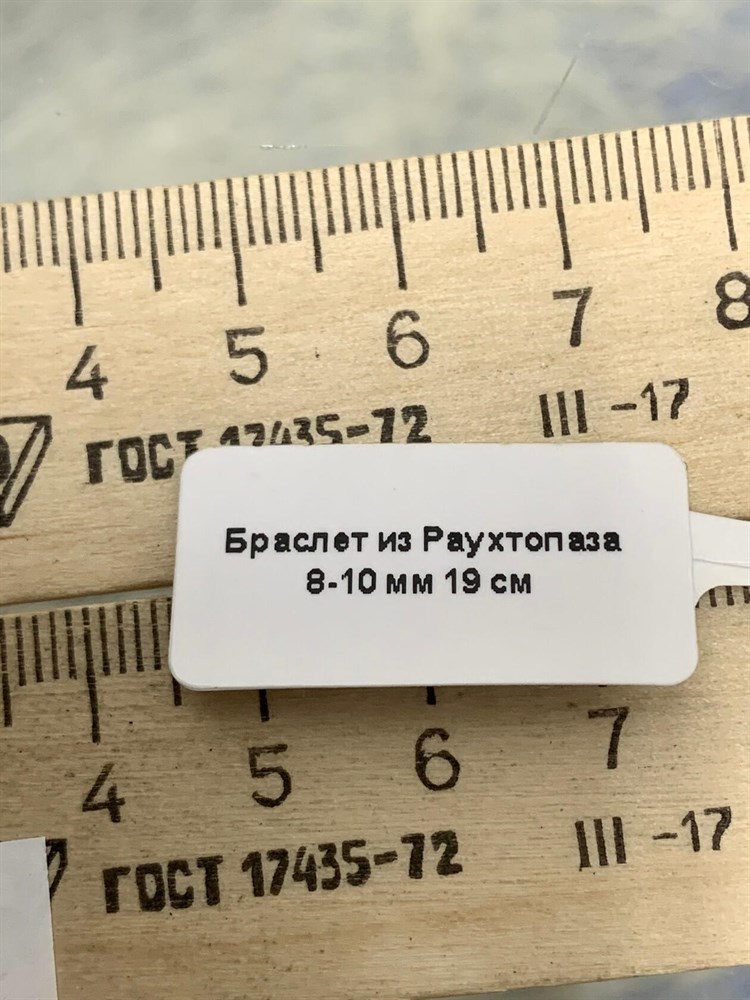 4 5 6 7 8
ГОСТ 17435-72 III -17
Браслет из Раухтопаза
8-10 мм 19 см
4 5 6 7
ГОСТ 17435-72 III -17